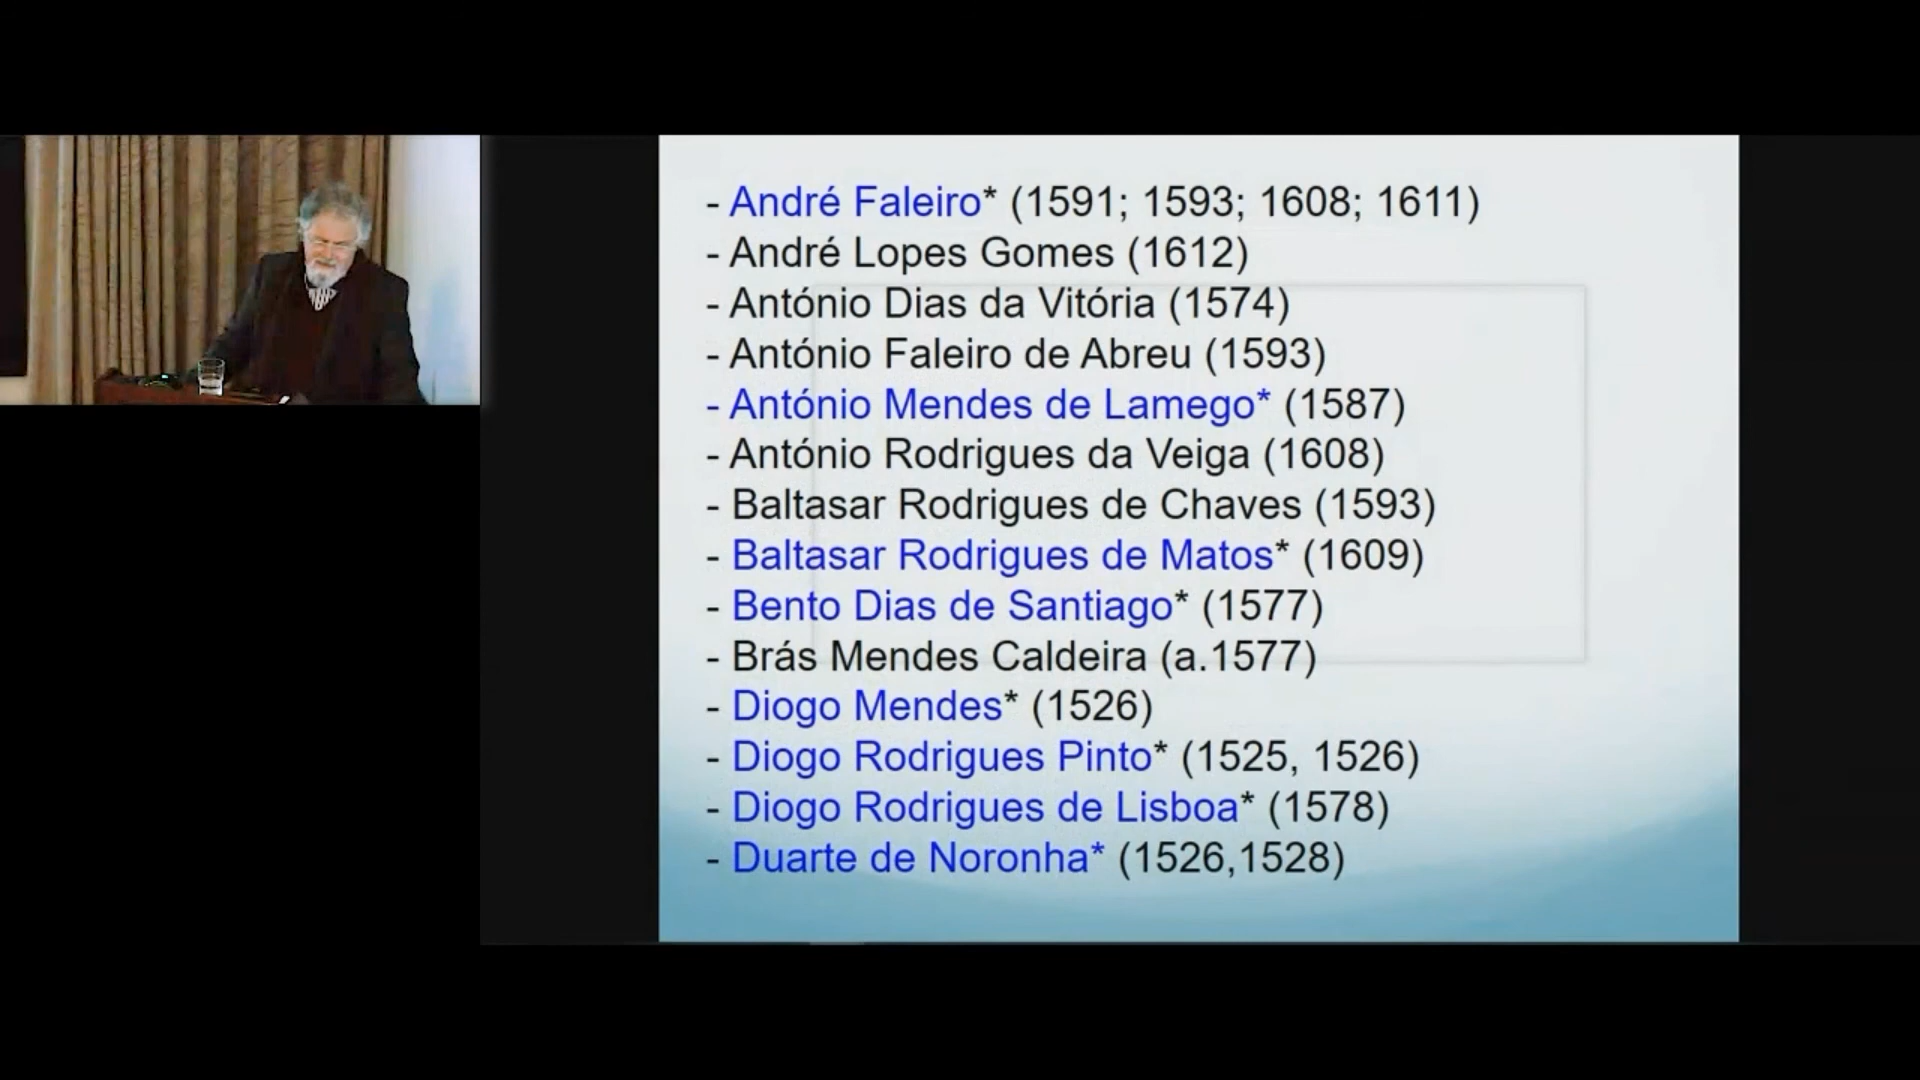 - André Faleiro* (1591; 1593; 1608; 1611)
- André Lopes Gomes (1612)
- António Dias da Vitória (1574)
- António Faleiro de Abreu (1593)
- António Mendes de Lamego* (1587)
- António Rodrigues da Veiga (1608)
- Baltasar Rodrigues de Chaves (1593)
- Baltasar Rodrigues de Matos* (1609)
- Bento Dias de Santiago* (1577)
- Brás Mendes Caldeira (a.1577)
- Diogo Mendes* (1526)
- Diogo Rodrigues Pinto* (1525, 1526)
- Diogo Rodrigues de Lisboa* (1578)
- Duarte de Noronha* (1526,1528)